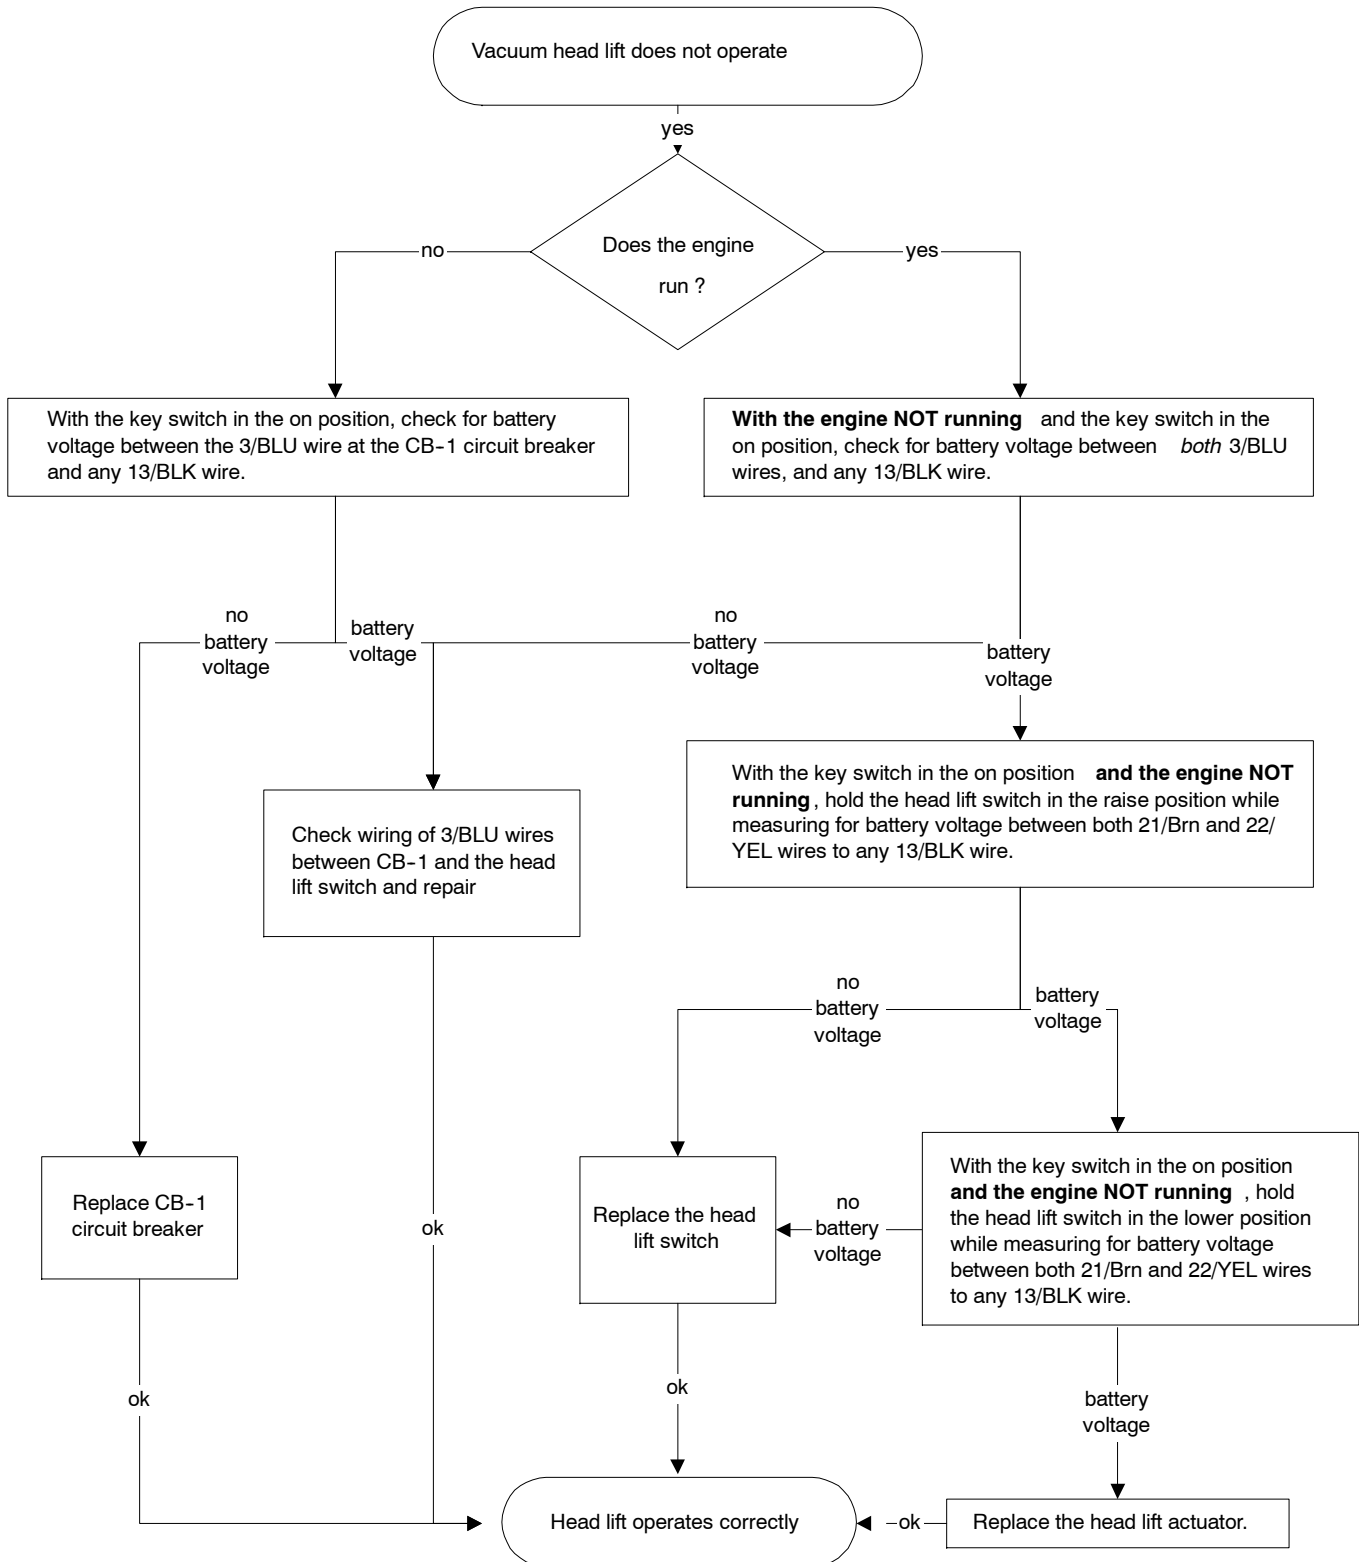 Vacuum head lift does not operate
yes
Does the engine
run ?
no
yes
With the key switch in the on position, check for battery
voltage between the 3/BLU wire at the CB-1 circuit breaker
and any 13/BLK wire.
With the engine NOT running and the key switch in the
on position, check for battery voltage between both 3/BLU
wires, and any 13/BLK wire.
no
battery
voltage
battery
voltage
no
battery
voltage
battery
voltage
With the key switch in the on position and the engine NOT
running, hold the head lift switch in the raise position while
measuring for battery voltage between both 21/Brn and 22/
YEL wires to any 13/BLK wire.
Check wiring of 3/BLU wires
between CB-1 and the head
lift switch and repair
no
battery
voltage
battery
voltage
Replace CB-1
circuit breaker
ok
Replace the head
lift switch
no
battery
voltage
With the key switch in the on position
and the engine NOT running , hold
the head lift switch in the lower position
while measuring for battery voltage
between both 21/Brn and 22/YEL wires
to any 13/BLK wire.
ok
ok
battery
voltage
Head lift operates correctly
ok
Replace the head lift actuator.